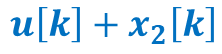 u[k] + x₂[k]